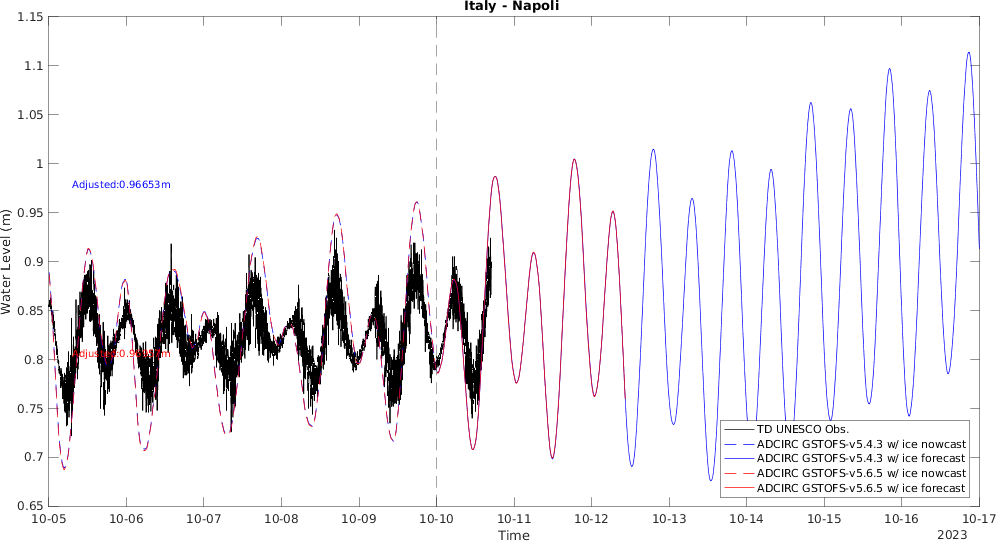 Italy - Napoli
Water Level (m)
1.15
1.1
1.05
1
0.95
0.9
0.85
0.8
0.75
0.7
0.65
Adjusted:0.96653m
10-05
10-06
10-07
10-08
10-09
10-10
10-11
10-12
10-13
10-14
10-15
10-16
10-17
Time
2023
TD UNESCO Obs.
ADCIRC GSTOFS-v5.4.3 w/ ice nowcast
ADCIRC GSTOFS-v5.4.3 w/ ice forecast
ADCIRC GSTOFS-v5.6.5 w/ ice nowcast
ADCIRC GSTOFS-v5.6.5 w/ ice forecast